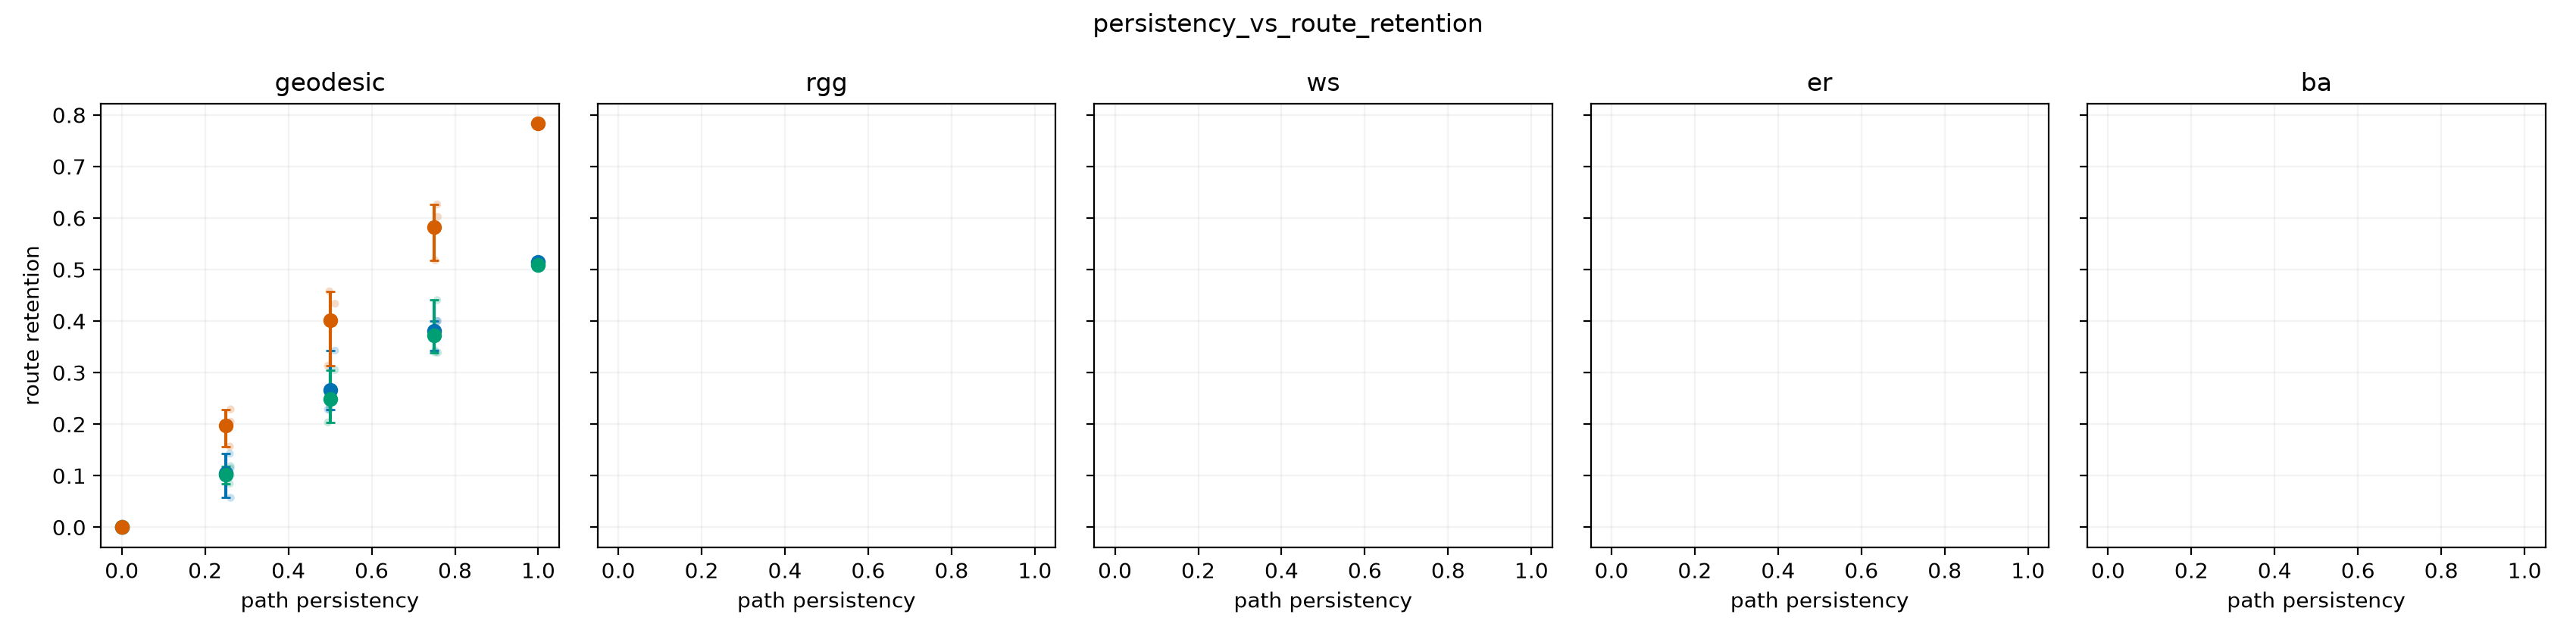 persistency_vs_route_retention
geodesic
rgg
ws
er
ba
route retention
0.8
0.7
0.6
0.5
0.4
0.3
0.2
0.1
0.0
0.0 0.2 0.4 0.6 0.8 1.0
0.0 0.2 0.4 0.6 0.8 1.0
0.0 0.2 0.4 0.6 0.8 1.0
0.0 0.2 0.4 0.6 0.8 1.0
0.0 0.2 0.4 0.6 0.8 1.0
path persistency
path persistency
path persistency
path persistency
path persistency